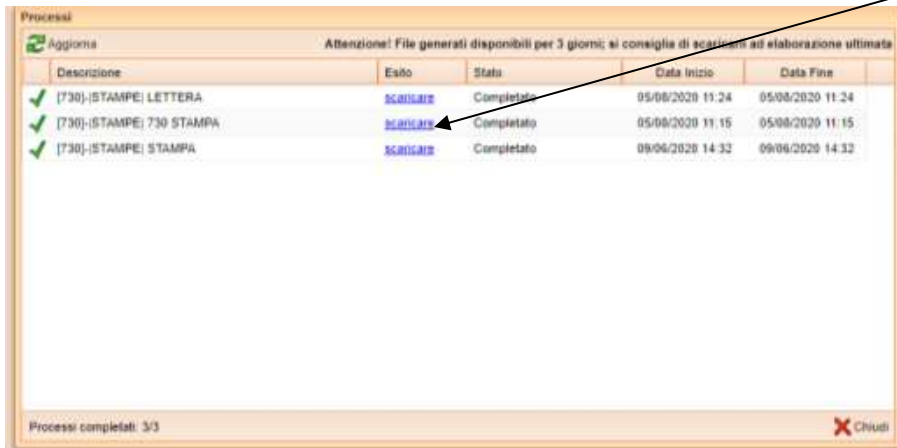 Processi
Aggiorna Attenzione! File generati disponibili per 3 giorni; si consiglia di scaricarli ad elaborazione ultimata
Descrizione Esito Stato Data Inizio Data Fine
[730]-[STAMPE] LETTERA scaricare Completato 05/08/2020 11:24 05/08/2020 11:24
[730]-[STAMPE] 730 STAMPA scaricare Completato 05/08/2020 11:15 05/08/2020 11:15
[730]-[STAMPE] STAMPA scaricare Completato 09/06/2020 14:32 09/06/2020 14:32
Processi completati: 3/3 Chiudi